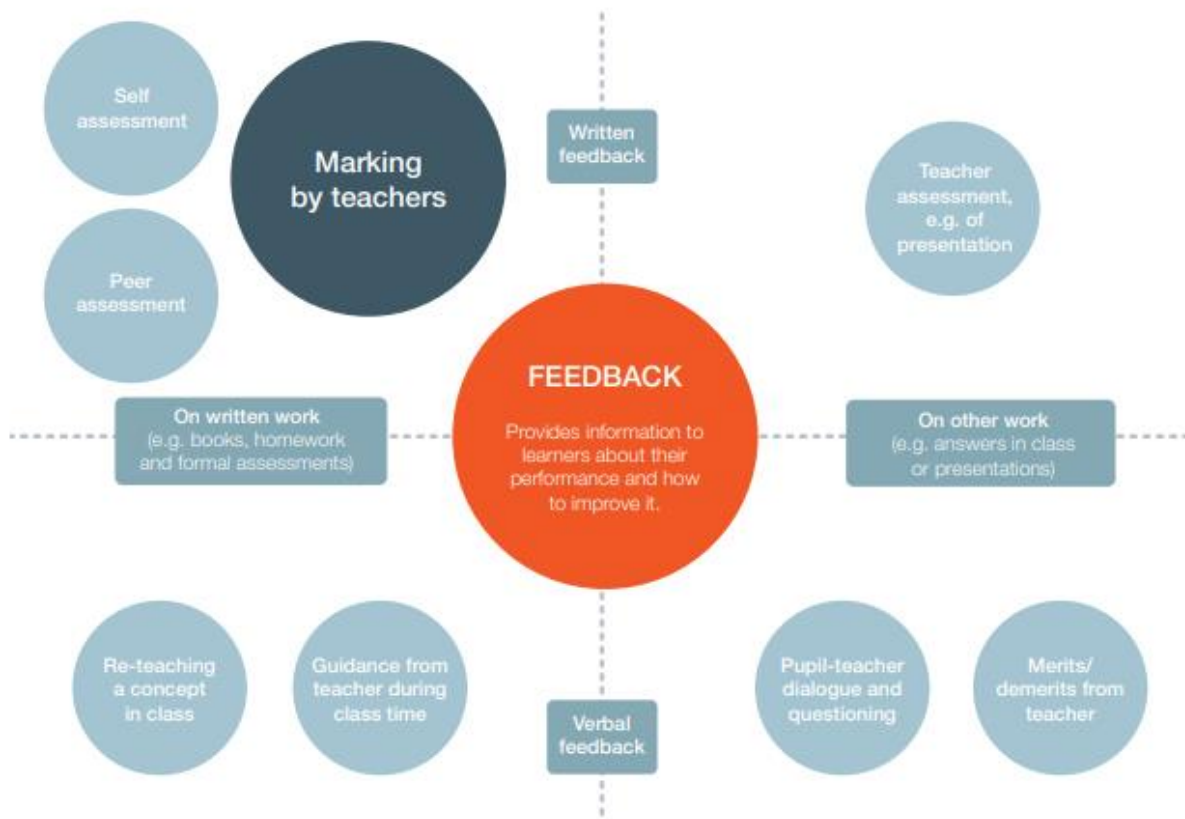 Self
assessment
Marking
by teachers
Written
feedback
Teacher
assessment,
e.g. of
presentation
Peer
assessment
FEEDBACK
Provides information to
learners about their
performance and how
to improve it.
On written work
(e.g. books, homework
and formal assessments)
On other work
(e.g. answers in class
or presentations)
Re-teaching
a concept
in class
Guidance from
teacher during
class time
Verbal
feedback
Pupil-teacher
dialogue and
questioning
Merits/
demerits from
teacher